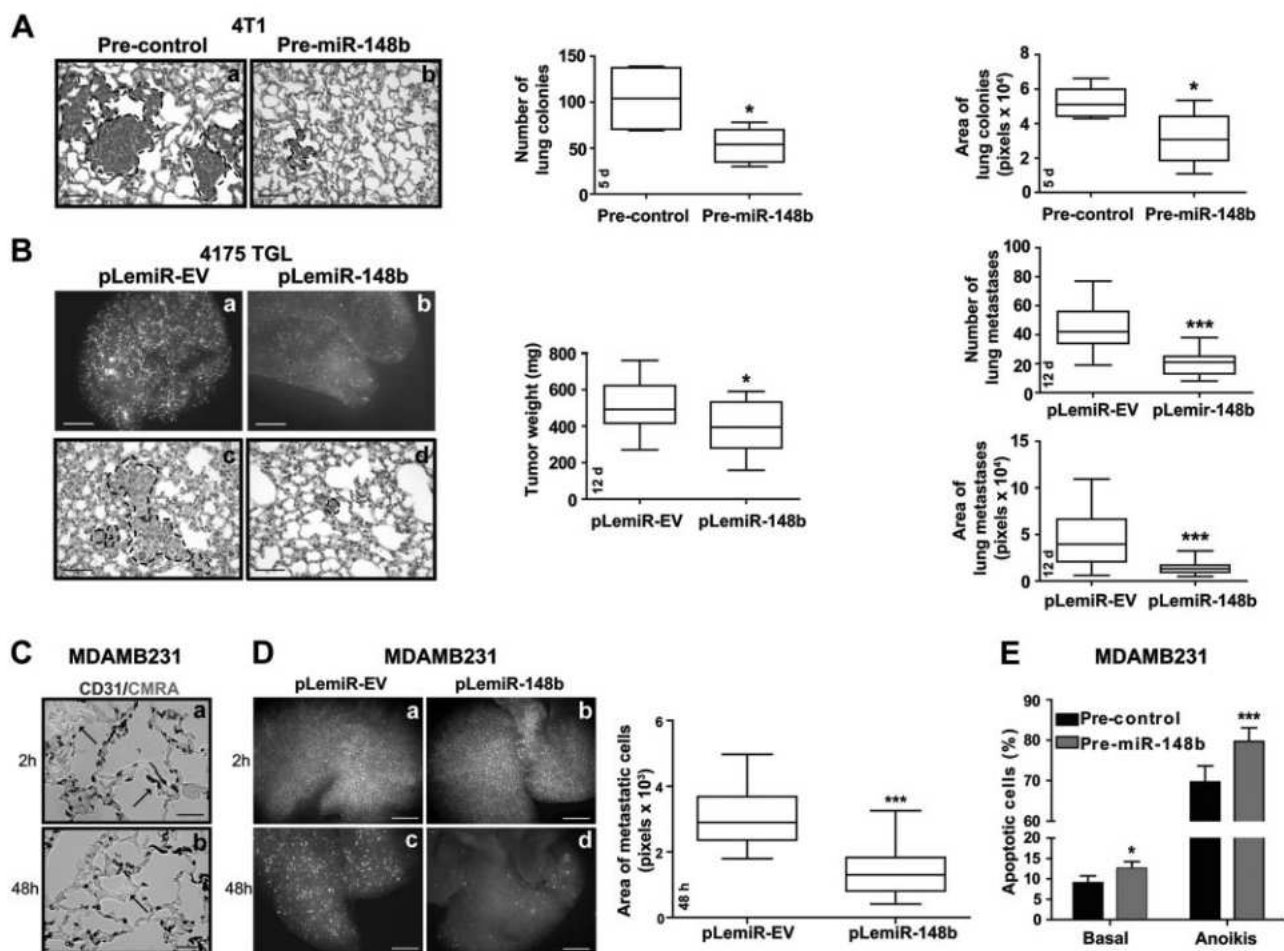 A
4T1
Pre-control Pre-miR-148b
a b
Number of
lung colonies
150
100
50
0
5 d
*
Pre-control Pre-miR-148b
Area of
lung colonies
(pixels x 10⁴)
8
6
4
2
0
5 d
*
Pre-control Pre-miR-148b
B
4175 TGL
pLemiR-EV pLemiR-148b
a b
c d
Tumor weight (mg)
800
600
400
200
0
12 d
*
pLemiR-EV pLemiR-148b
Number of
lung metastases
100
80
60
40
20
0
12 d
***
pLemiR-EV pLemir-148b
Area of
lung metastases
(pixels x 10⁴)
15
10
5
0
12 d
***
pLemiR-EV pLemiR-148b
C
MDAMB231
CD31/CMRA
2h
a
48h
b
D
MDAMB231
pLemiR-EV pLemiR-148b
2h
a b
48h
c d
Area of metastatic cells
(pixels x 10³)
6
4
2
0
48 h
***
pLemiR-EV pLemiR-148b
E
MDAMB231
Apoptotic cells (%)
90
80
70
60
20
10
0
Pre-control
Pre-miR-148b
*
***
Basal Anoikis